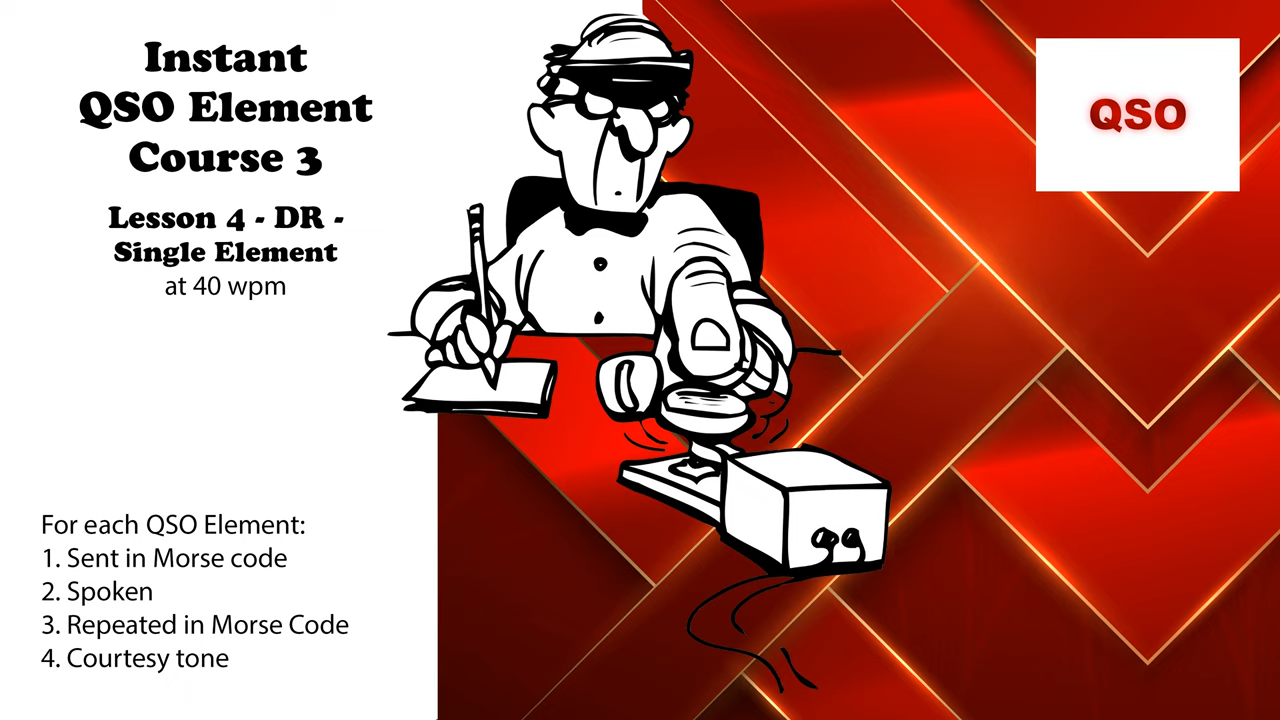 Instant
QSO Element
Course 3
Lesson 4 - DR -
Single Element
at 40 wpm
QSO
For each QSO Element:
1. Sent in Morse code
2. Spoken
3. Repeated in Morse Code
4. Courtesy tone